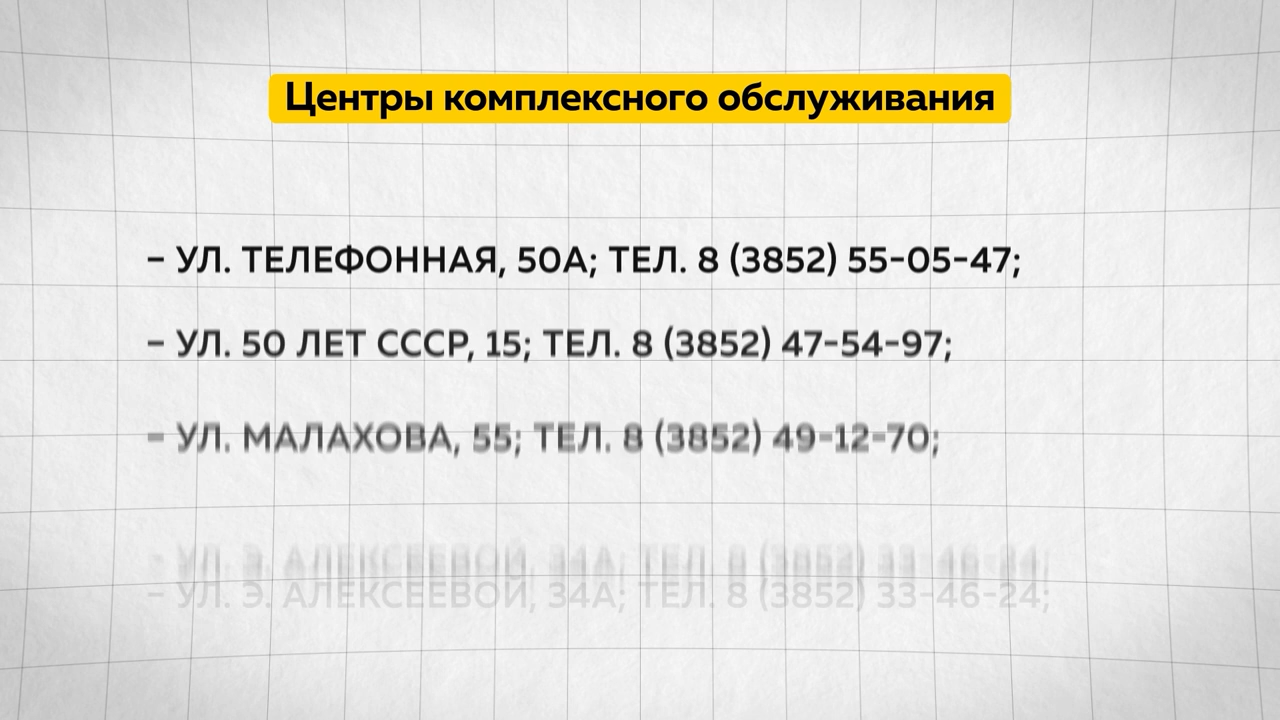 Центры комплексного обслуживания
– УЛ. ТЕЛЕФОННАЯ, 50А; ТЕЛ. 8 (3852) 55-05-47;
– УЛ. 50 ЛЕТ СССР, 15; ТЕЛ. 8 (3852) 47-54-97;
– УЛ. МАЛАХОВА, 55; ТЕЛ. 8 (3852) 49-12-70;
– УЛ. Э. АЛЕКСЕЕВОЙ, 34А; ТЕЛ. 8 (3852) 33-46-24;